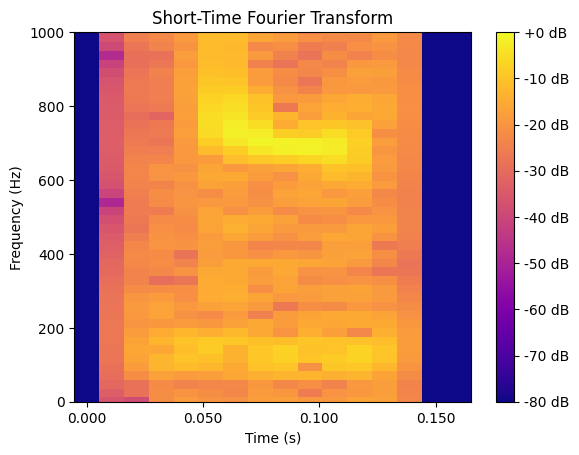 Short-Time Fourier Transform
Frequency (Hz)
1000
800
600
400
200
0
0.000
0.050
0.100
0.150
Time (s)
+0 dB
-10 dB
-20 dB
-30 dB
-40 dB
-50 dB
-60 dB
-70 dB
-80 dB